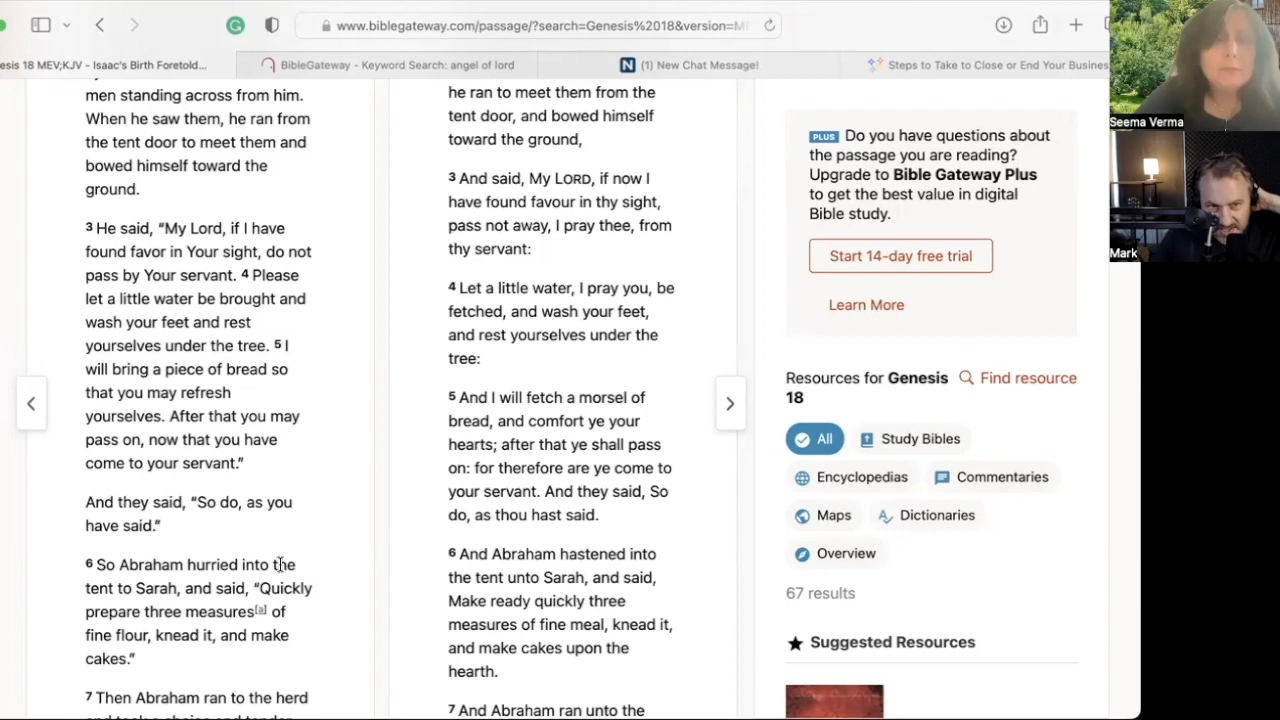 www.biblegateway.com/passage/?search=Genesis%2018&version=M
esis 18 MEV;KJV - Isaac's Birth Foretold...
BibleGateway - Keyword Search: angel of lord
(1) New Chat Message!
Steps to Take to Close or End Your Busines
men standing across from him.
When he saw them, he ran from
the tent door to meet them and
bowed himself toward the
ground.
3 He said, “My Lord, if I have
found favor in Your sight, do not
pass by Your servant. 4 Please
let a little water be brought and
wash your feet and rest
yourselves under the tree. 5 I
will bring a piece of bread so
that you may refresh
yourselves. After that you may
pass on, now that you have
come to your servant.”
And they said, “So do, as you
have said.”
6 So Abraham hurried into the
tent to Sarah, and said, “Quickly
prepare three measures[a] of
fine flour, knead it, and make
cakes.”
7 Then Abraham ran to the herd
he ran to meet them from the
tent door, and bowed himself
toward the ground,
3 And said, My LORD, if now I
have found favour in thy sight,
pass not away, I pray thee, from
thy servant:
4 Let a little water, I pray you, be
fetched, and wash your feet,
and rest yourselves under the
tree:
5 And I will fetch a morsel of
bread, and comfort ye your
hearts; after that ye shall pass
on: for therefore are ye come to
your servant. And they said, So
do, as thou hast said.
6 And Abraham hastened into
the tent unto Sarah, and said,
Make ready quickly three
measures of fine meal, knead it,
and make cakes upon the
hearth.
7 And Abraham ran unto the
PLUS Do you have questions about
the passage you are reading?
Upgrade to Bible Gateway Plus
to get the best value in digital
Bible study.
Start 14-day free trial
Learn More
Resources for Genesis
18
Find resource
All
Study Bibles
Encyclopedias
Commentaries
Maps
Dictionaries
Overview
67 results
Suggested Resources
Seema Verma
Mark